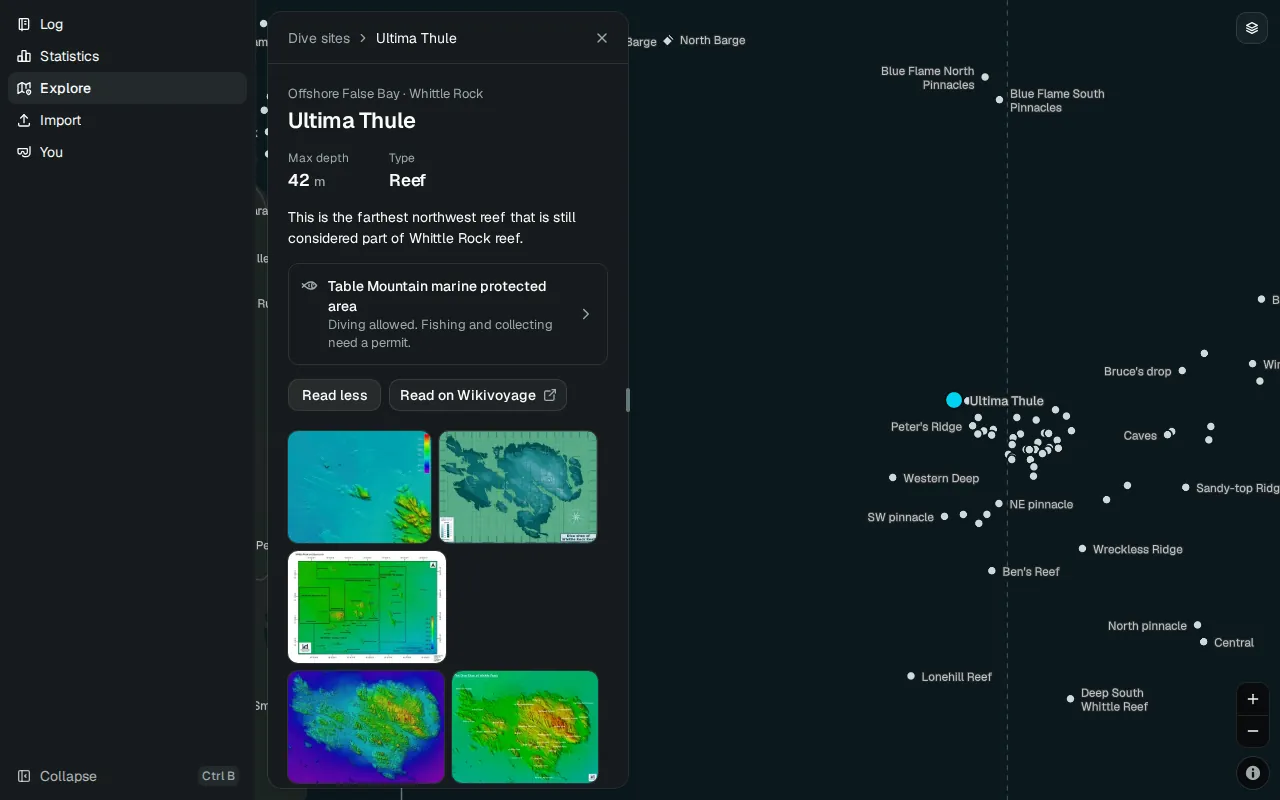 Log
Statistics
Explore
Import
You
Collapse
Ctrl B
Dive sites
Ultima Thule
Offshore False Bay · Whittle Rock
Ultima Thule
Max depth
Type
42 m
Reef
This is the farthest northwest reef that is still
considered part of Whittle Rock reef.
Table Mountain marine protected
area
Diving allowed. Fishing and collecting
need a permit.
Read less
Read on Wikivoyage
Barge
North Barge
Blue Flame North
Pinnacles
Blue Flame South
Pinnacles
Bruce's drop
Ultima Thule
Peter's Ridge
Caves
Western Deep
Sandy-top Ridg
NE pinnacle
SW pinnacle
Wreckless Ridge
Ben's Reef
North pinnacle
Central
Lonehill Reef
Deep South
Whittle Reef